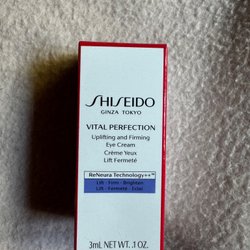 SHISEIDO
GINZA TOKYO
VITAL PERFECTION
Uplifting and Firming
Eye Cream
Crème Yeux
Lift Fermeté
ReNeura Technology++™
Lift · Firm · Brighten
Lift · Fermeté · Éclat
3mL NET WT. .1 OZ.